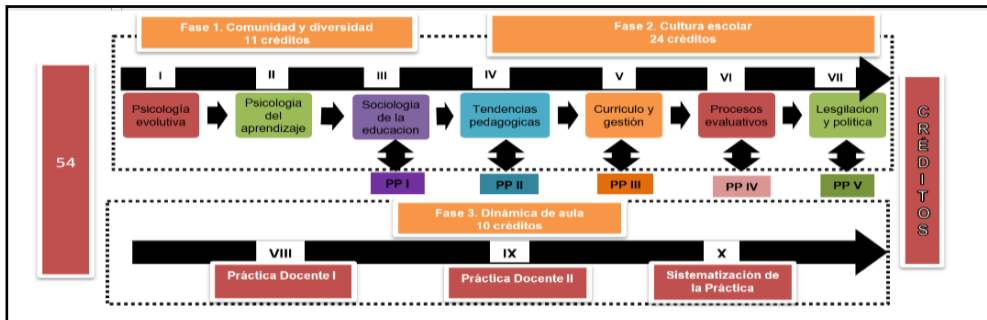 Fase 1. Comunidad y diversidad
11 créditos
Fase 2. Cultura escolar
24 créditos
I
II
III
IV
V
VI
VII
Psicología
evolutiva
Psicologia
del
aprendizaje
Sociologia
de la
educacion
Tendencias
pedagogicas
Currículo y
gestión
Procesos
evaluativos
Lesgilacion
y politica
54
CRÉDITOS
PP I
PP II
PP III
PP IV
PP V
Fase 3. Dinámica de aula
10 créditos
VIII
IX
X
Práctica Docente I
Práctica Docente II
Sistematización de
la Práctica